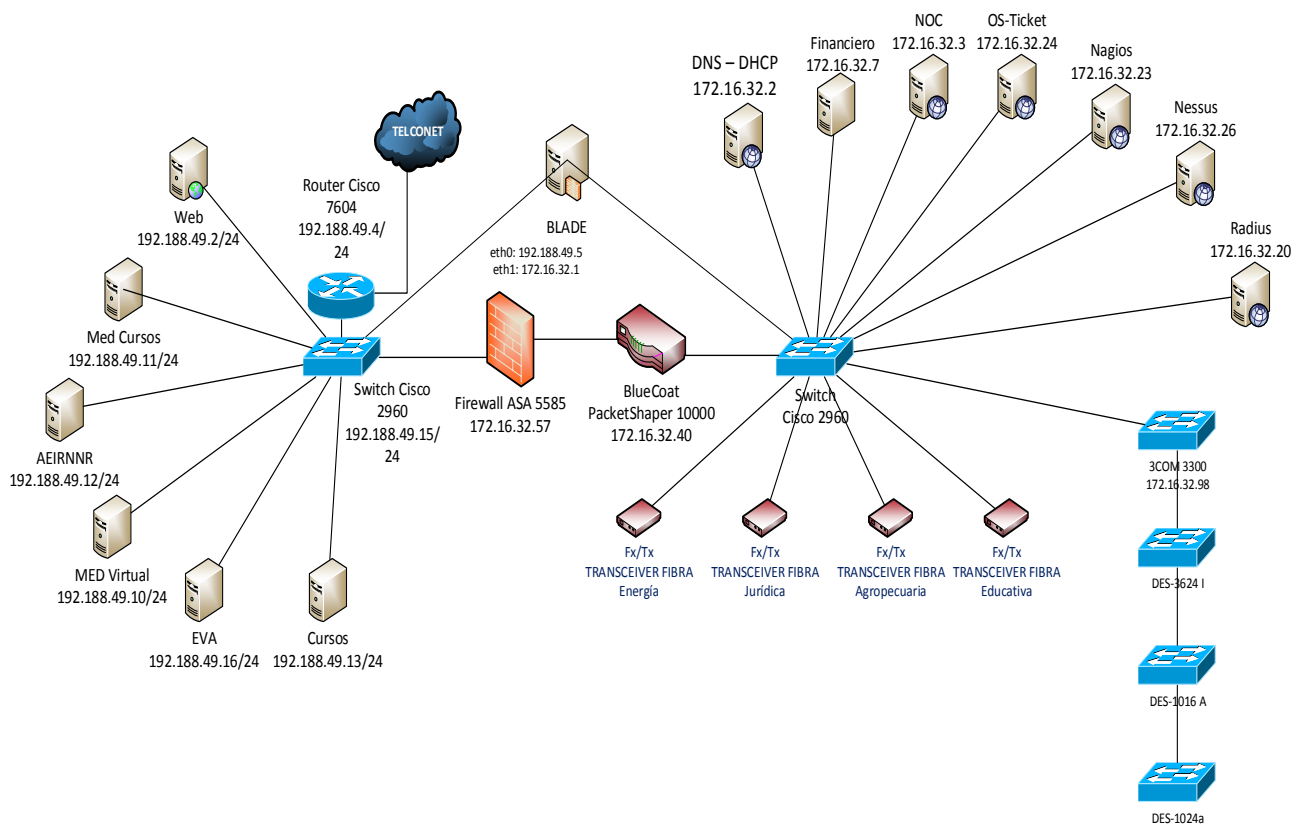 NOC
172.16.32.3
OS-Ticket
172.16.32.24
Financiero
172.16.32.7
Nagios
172.16.32.23
DNS – DHCP
172.16.32.2
Nessus
172.16.32.26
TELCONET
Router Cisco
7604
192.188.49.4/
24
Web
192.188.49.2/24
BLADE
eth0: 192.188.49.5
eth1: 172.16.32.1
Radius
172.16.32.20
Med Cursos
192.188.49.11/24
Switch Cisco
2960
192.188.49.15/
24
Firewall ASA 5585
172.16.32.57
BlueCoat
PacketShaper 10000
172.16.32.40
Switch
Cisco 2960
AEIRNNR
192.188.49.12/24
3COM 3300
172.16.32.98
MED Virtual
192.188.49.10/24
Fx/Tx
TRANSCEIVER FIBRA
Energía
Fx/Tx
TRANSCEIVER FIBRA
Jurídica
Fx/Tx
TRANSCEIVER FIBRA
Agropecuaria
Fx/Tx
TRANSCEIVER FIBRA
Educativa
DES-3624 I
EVA
192.188.49.16/24
Cursos
192.188.49.13/24
DES-1016 A
DES-1024a